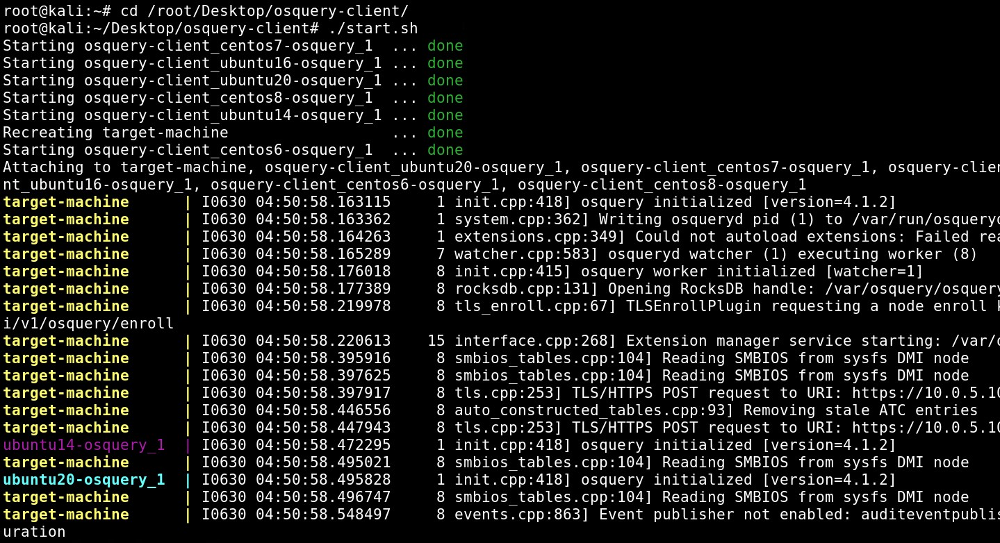 root@kali:~# cd /root/Desktop/osquery-client/
root@kali:~/Desktop/osquery-client# ./start.sh
Starting osquery-client_centos7-osquery_1  ... done
Starting osquery-client_ubuntu16-osquery_1 ... done
Starting osquery-client_ubuntu20-osquery_1 ... done
Starting osquery-client_centos8-osquery_1  ... done
Starting osquery-client_ubuntu14-osquery_1 ... done
Recreating target-machine                  ... done
Starting osquery-client_centos6-osquery_1  ... done
Attaching to target-machine, osquery-client_ubuntu20-osquery_1, osquery-client_centos7-osquery_1, osquery-clien
nt_ubuntu16-osquery_1, osquery-client_centos6-osquery_1, osquery-client_centos8-osquery_1
target-machine      | I0630 04:50:58.163115     1 init.cpp:418] osquery initialized [version=4.1.2]
target-machine      | I0630 04:50:58.163362     1 system.cpp:362] Writing osqueryd pid (1) to /var/run/osqueryd
target-machine      | I0630 04:50:58.164263     1 extensions.cpp:349] Could not autoload extensions: Failed rea
target-machine      | I0630 04:50:58.165289     7 watcher.cpp:583] osqueryd watcher (1) executing worker (8)
target-machine      | I0630 04:50:58.176018     8 init.cpp:415] osquery worker initialized [watcher=1]
target-machine      | I0630 04:50:58.177389     8 rocksdb.cpp:131] Opening RocksDB handle: /var/osquery/osquery
target-machine      | I0630 04:50:58.219978     8 tls_enroll.cpp:67] TLSEnrollPlugin requesting a node enroll k
i/v1/osquery/enroll
target-machine      | I0630 04:50:58.220613    15 interface.cpp:268] Extension manager service starting: /var/o
target-machine      | I0630 04:50:58.395916     8 smbios_tables.cpp:104] Reading SMBIOS from sysfs DMI node
target-machine      | I0630 04:50:58.397625     8 smbios_tables.cpp:104] Reading SMBIOS from sysfs DMI node
target-machine      | I0630 04:50:58.397917     8 tls.cpp:253] TLS/HTTPS POST request to URI: https://10.0.5.10
target-machine      | I0630 04:50:58.446556     8 auto_constructed_tables.cpp:93] Removing stale ATC entries
target-machine      | I0630 04:50:58.447943     8 tls.cpp:253] TLS/HTTPS POST request to URI: https://10.0.5.10
ubuntu14-osquery_1  | I0630 04:50:58.472295     1 init.cpp:418] osquery initialized [version=4.1.2]
target-machine      | I0630 04:50:58.495021     8 smbios_tables.cpp:104] Reading SMBIOS from sysfs DMI node
ubuntu20-osquery_1  | I0630 04:50:58.495828     1 init.cpp:418] osquery initialized [version=4.1.2]
target-machine      | I0630 04:50:58.496747     8 smbios_tables.cpp:104] Reading SMBIOS from sysfs DMI node
target-machine      | I0630 04:50:58.548497     8 events.cpp:863] Event publisher not enabled: auditeventpublis
uration